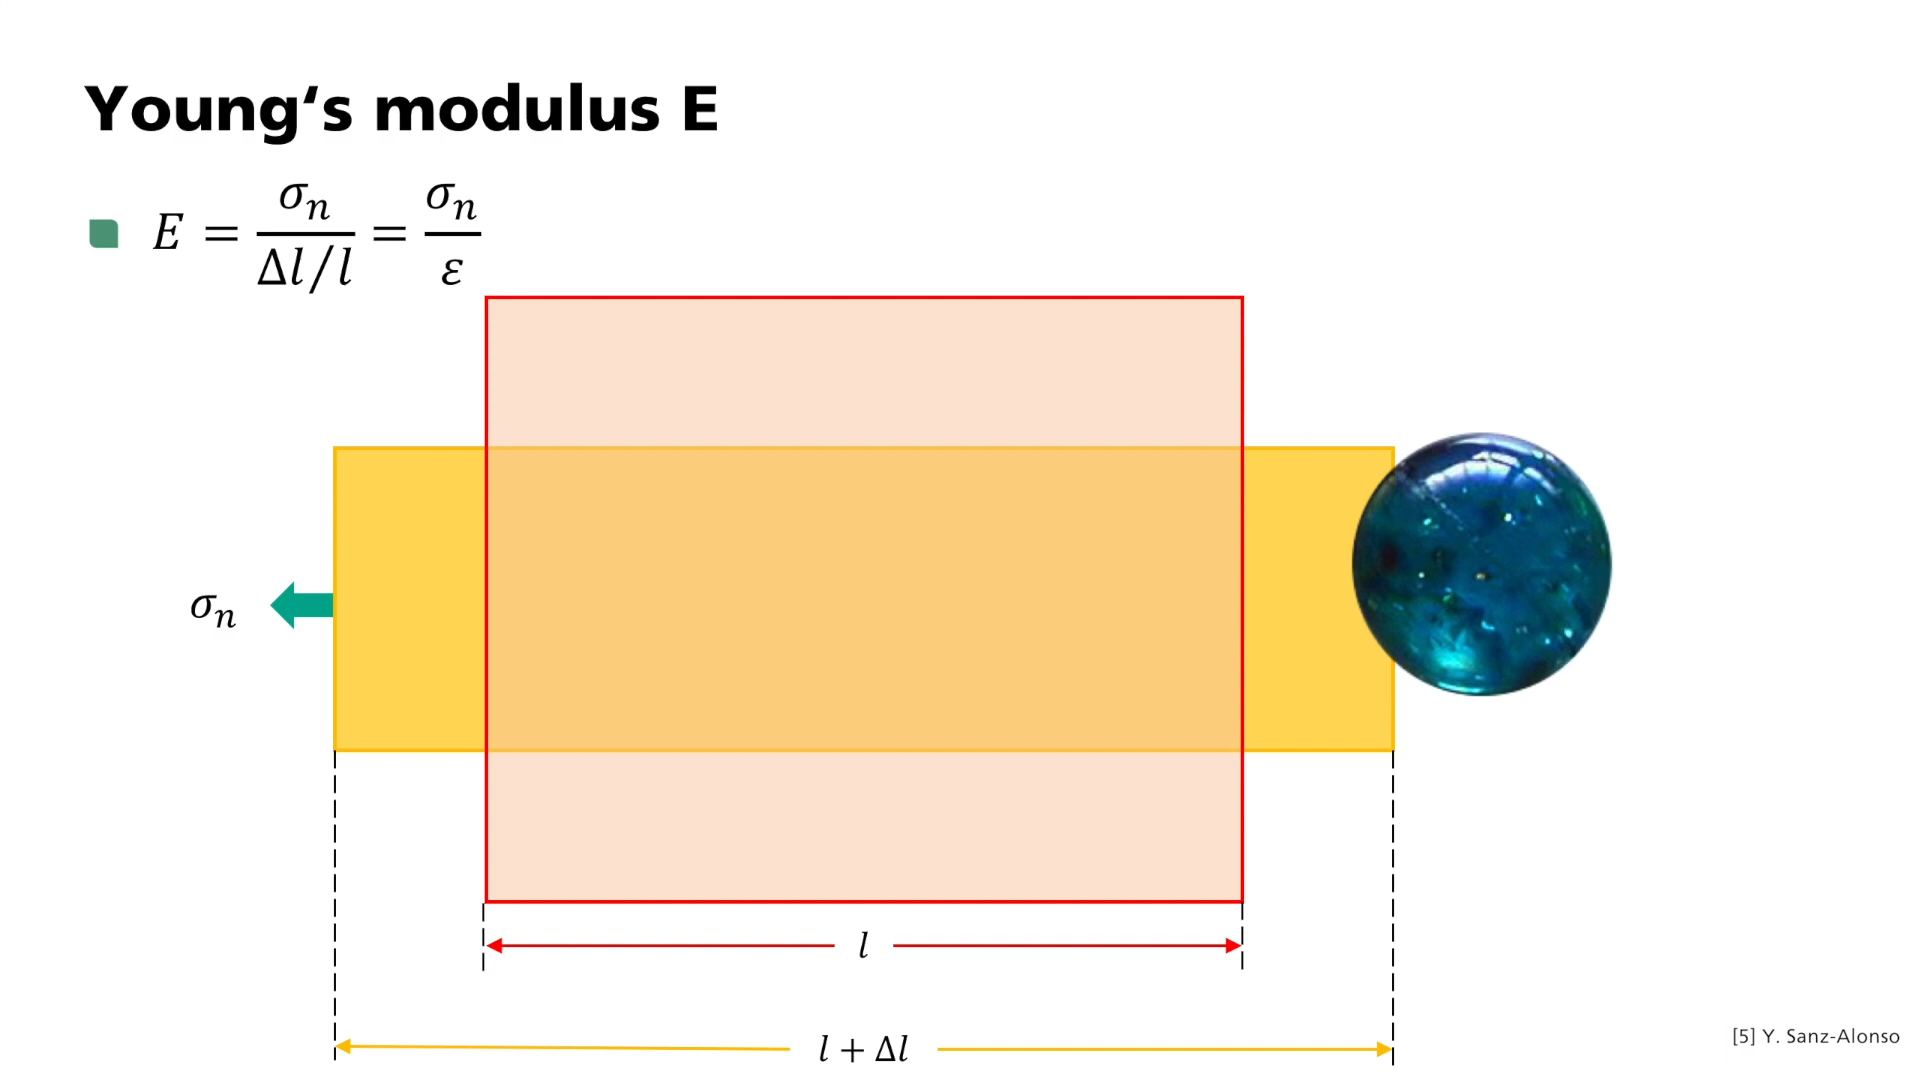 Young‘s modulus E
E = σn / (Δl/l) = σn / ε
σn
l
l + Δl
[5] Y. Sanz-Alonso